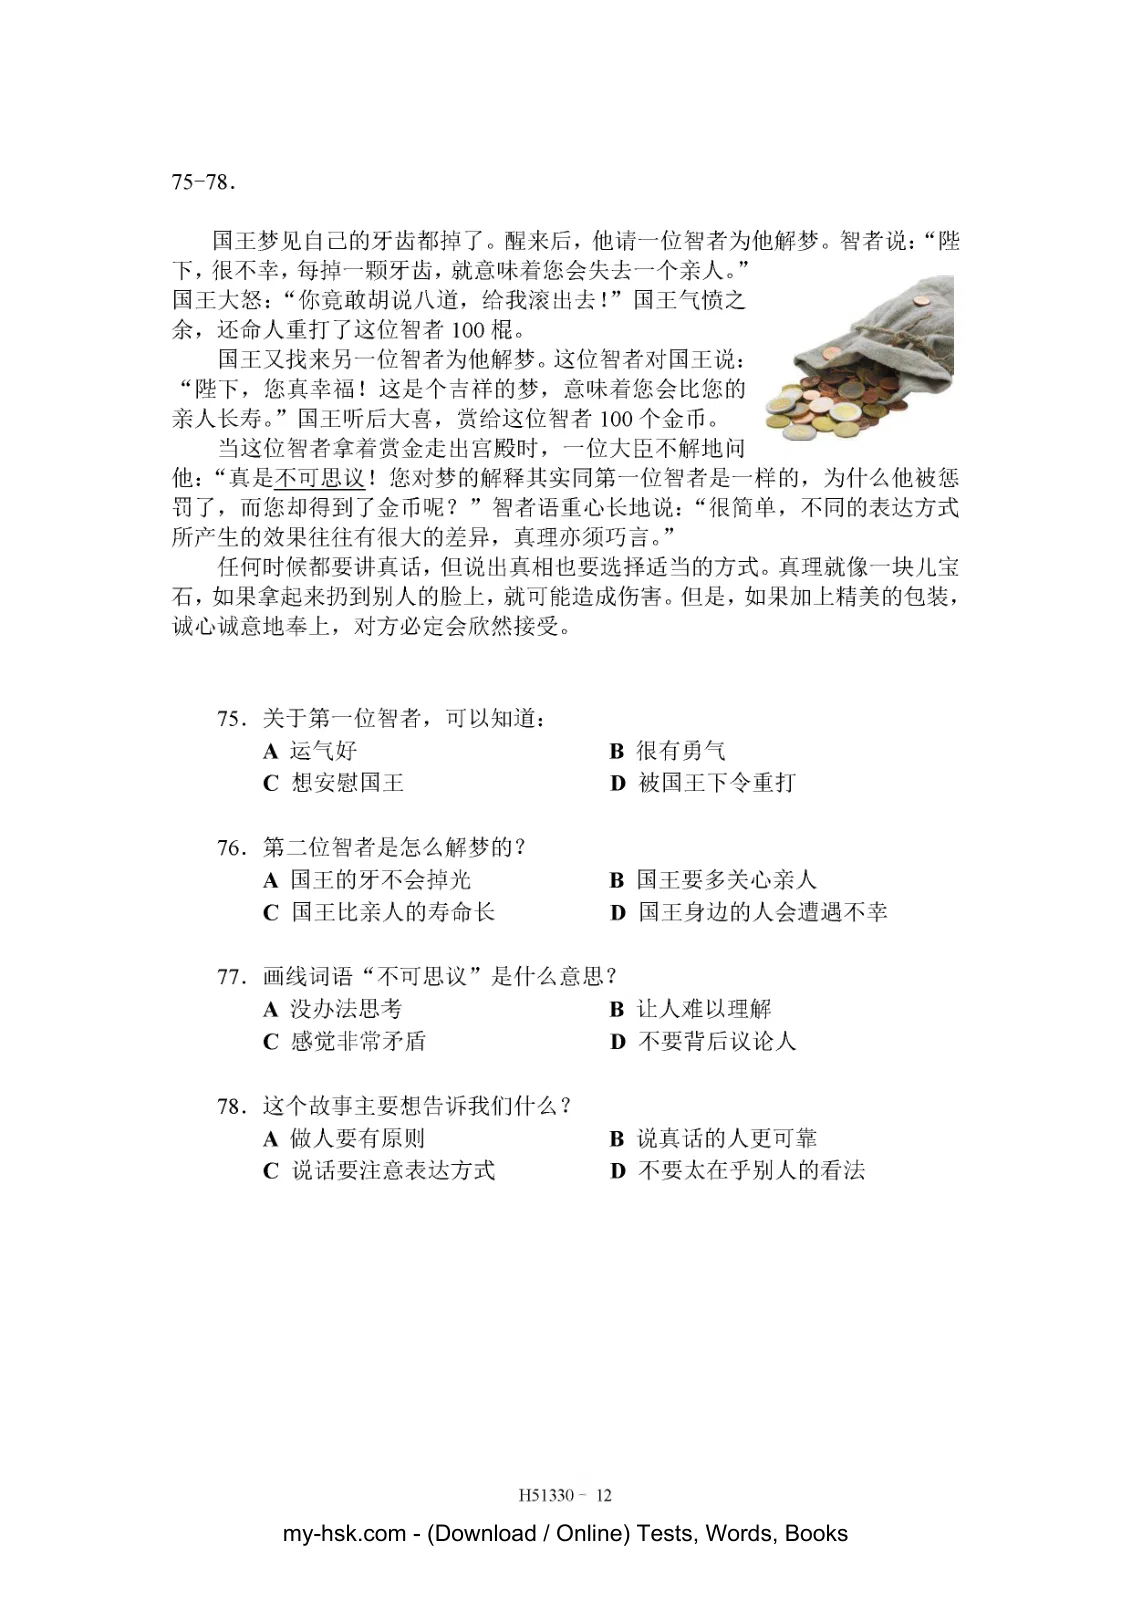 75-78.
国王梦见自己的牙齿都掉了。醒来后，他请一位智者为他解梦。智者说：“陛
下，很不幸，每掉一颗牙齿，就意味着您会失去一个亲人。”
国王大怒：“你竟敢胡说八道，给我滚出去！”国王气愤之
余，还命人重打了这位智者 100 棍。
国王又找来另一位智者为他解梦。这位智者对国王说：
“陛下，您真幸福！这是个吉祥的梦，意味着您会比您的
亲人长寿。”国王听后大喜，赏给这位智者 100 个金币。
当这位智者拿着赏金走出宫殿时，一位大臣不解地问
他：“真是不可思议！您对梦的解释其实同第一位智者是一样的，为什么他被惩
罚了，而您却得到了金币呢？”智者语重心长地说：“很简单，不同的表达方式
所产生的效果往往有很大的差异，真理亦须巧言。”
任何时候都要讲真话，但说出真相也要选择适当的方式。真理就像一块儿宝
石，如果拿起来扔到别人的脸上，就可能造成伤害。但是，如果加上精美的包装，
诚心诚意地奉上，对方必定会欣然接受。
75．关于第一位智者，可以知道：
A 运气好 B 很有勇气
C 想安慰国王 D 被国王下令重打
76．第二位智者是怎么解梦的？
A 国王的牙不会掉光 B 国王要多关心亲人
C 国王比亲人的寿命长 D 国王身边的人会遭遇不幸
77．画线词语“不可思议”是什么意思？
A 没办法思考 B 让人难以理解
C 感觉非常矛盾 D 不要背后议论人
78．这个故事主要想告诉我们什么？
A 做人要有原则 B 说真话的人更可靠
C 说话要注意表达方式 D 不要太在乎别人的看法
H51330 - 12
my-hsk.com - (Download / Online) Tests, Words, Books